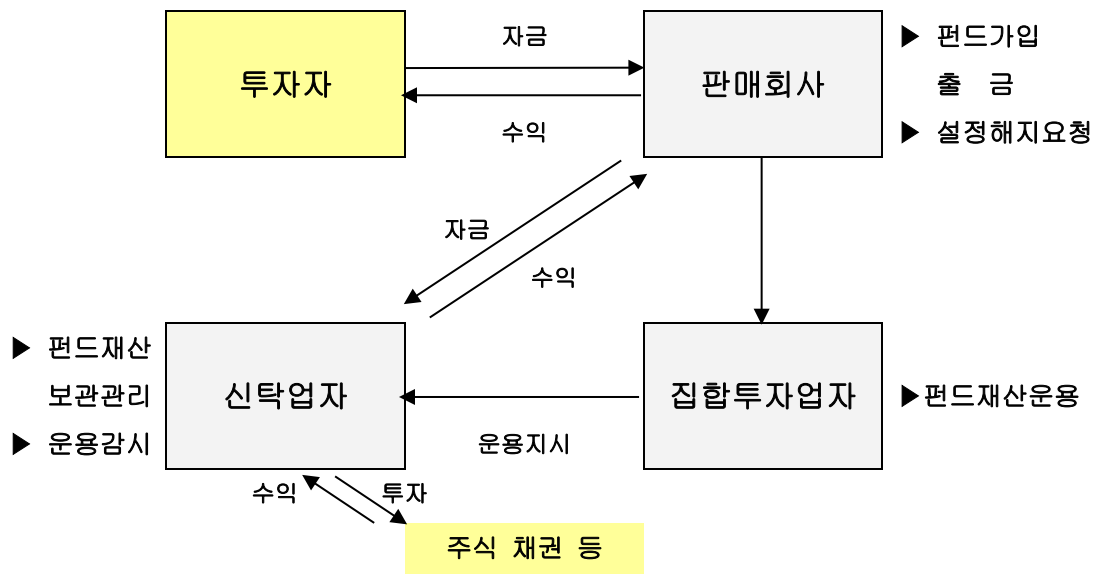 자금
투자자
판매회사
▶ 펀드가입
출 금
▶ 설정해지요청
수익
자금
수익
▶ 펀드재산
보관관리
▶ 운용감시
신탁업자
집합투자업자
▶펀드재산운용
운용지시
수익
투자
주식 채권 등